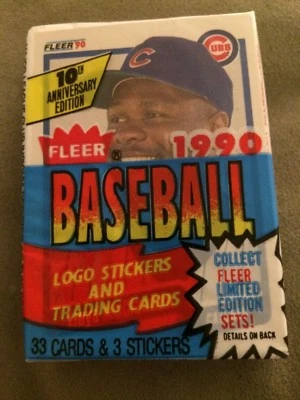 FLEER '90
CUBS
10TH
ANNIVERSARY
EDITION
C
FLEER ® 1990
BASEBALL
LOGO STICKERS
AND
TRADING CARDS
COLLECT
FLEER
LIMITED
EDITION
SETS!
DETAILS ON BACK
33 CARDS & 3 STICKERS